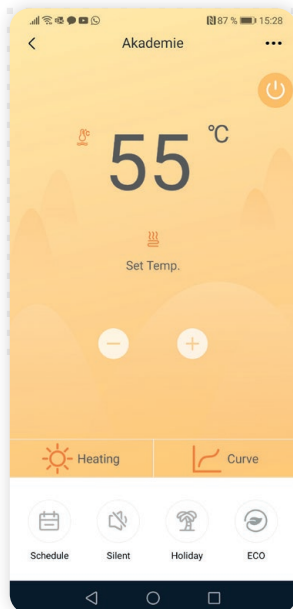 87 % 15:28
Akademie
55 °C
Set Temp.
Heating Curve
Schedule Silent Holiday ECO